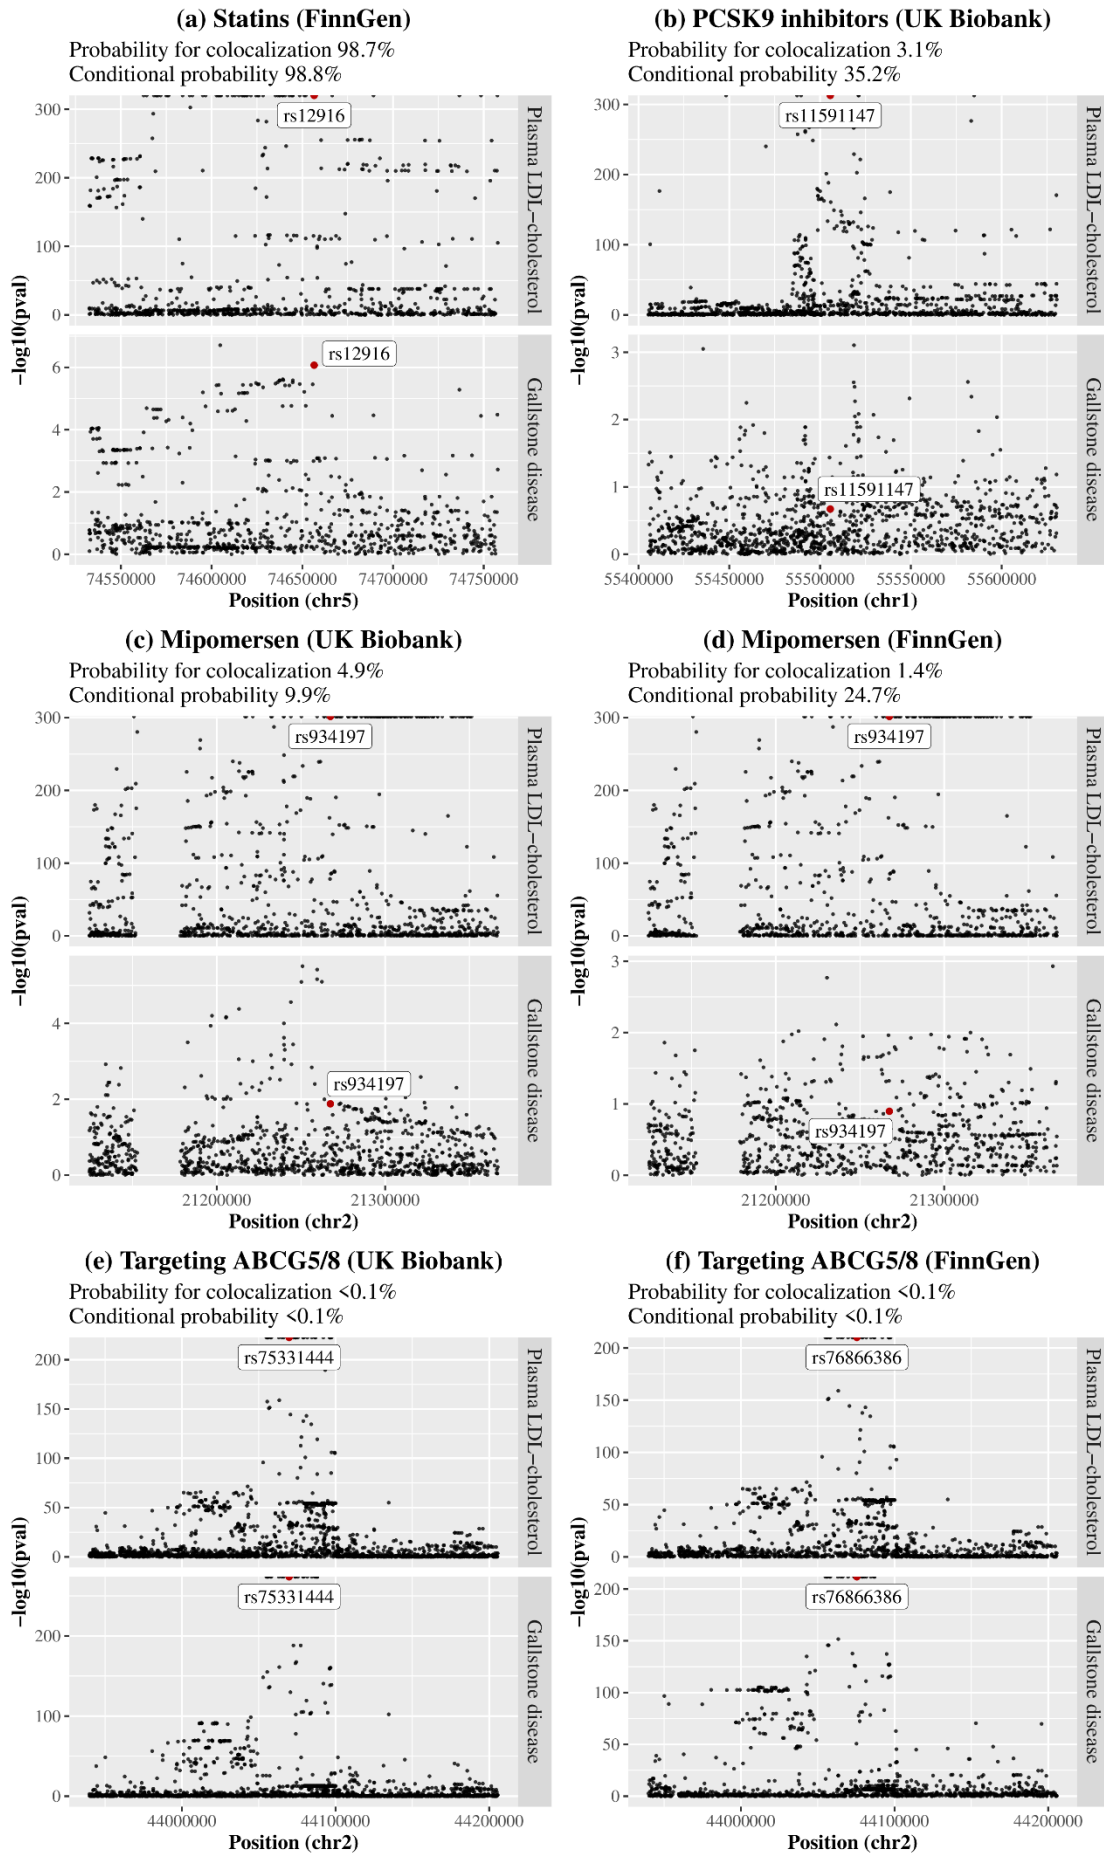 (a) Statins (FinnGen)
Probability for colocalization 98.7%
Conditional probability 98.8%
300
200
100
0
rs12916
Plasma LDL−cholesterol
−log10(pval)
6
4
2
0
rs12916
Gallstone disease
74550000 74600000 74650000 74700000 74750000
Position (chr5)
(b) PCSK9 inhibitors (UK Biobank)
Probability for colocalization 3.1%
Conditional probability 35.2%
300
200
100
0
rs11591147
Plasma LDL−cholesterol
−log10(pval)
3
2
1
0
rs11591147
Gallstone disease
55400000 55450000 55500000 55550000 55600000
Position (chr1)
(c) Mipomersen (UK Biobank)
Probability for colocalization 4.9%
Conditional probability 9.9%
300
200
100
0
rs934197
Plasma LDL−cholesterol
−log10(pval)
4
2
0
rs934197
Gallstone disease
21200000 21300000
Position (chr2)
(d) Mipomersen (FinnGen)
Probability for colocalization 1.4%
Conditional probability 24.7%
300
200
100
0
rs934197
Plasma LDL−cholesterol
−log10(pval)
3
2
1
0
rs934197
Gallstone disease
21200000 21300000
Position (chr2)
(e) Targeting ABCG5/8 (UK Biobank)
Probability for colocalization <0.1%
Conditional probability <0.1%
200
150
100
50
0
rs75331444
Plasma LDL−cholesterol
−log10(pval)
200
100
0
rs75331444
Gallstone disease
44000000 44100000 44200000
Position (chr2)
(f) Targeting ABCG5/8 (FinnGen)
Probability for colocalization <0.1%
Conditional probability <0.1%
200
150
100
50
0
rs76866386
Plasma LDL−cholesterol
−log10(pval)
200
150
100
50
0
rs76866386
Gallstone disease
44000000 44100000 44200000
Position (chr2)